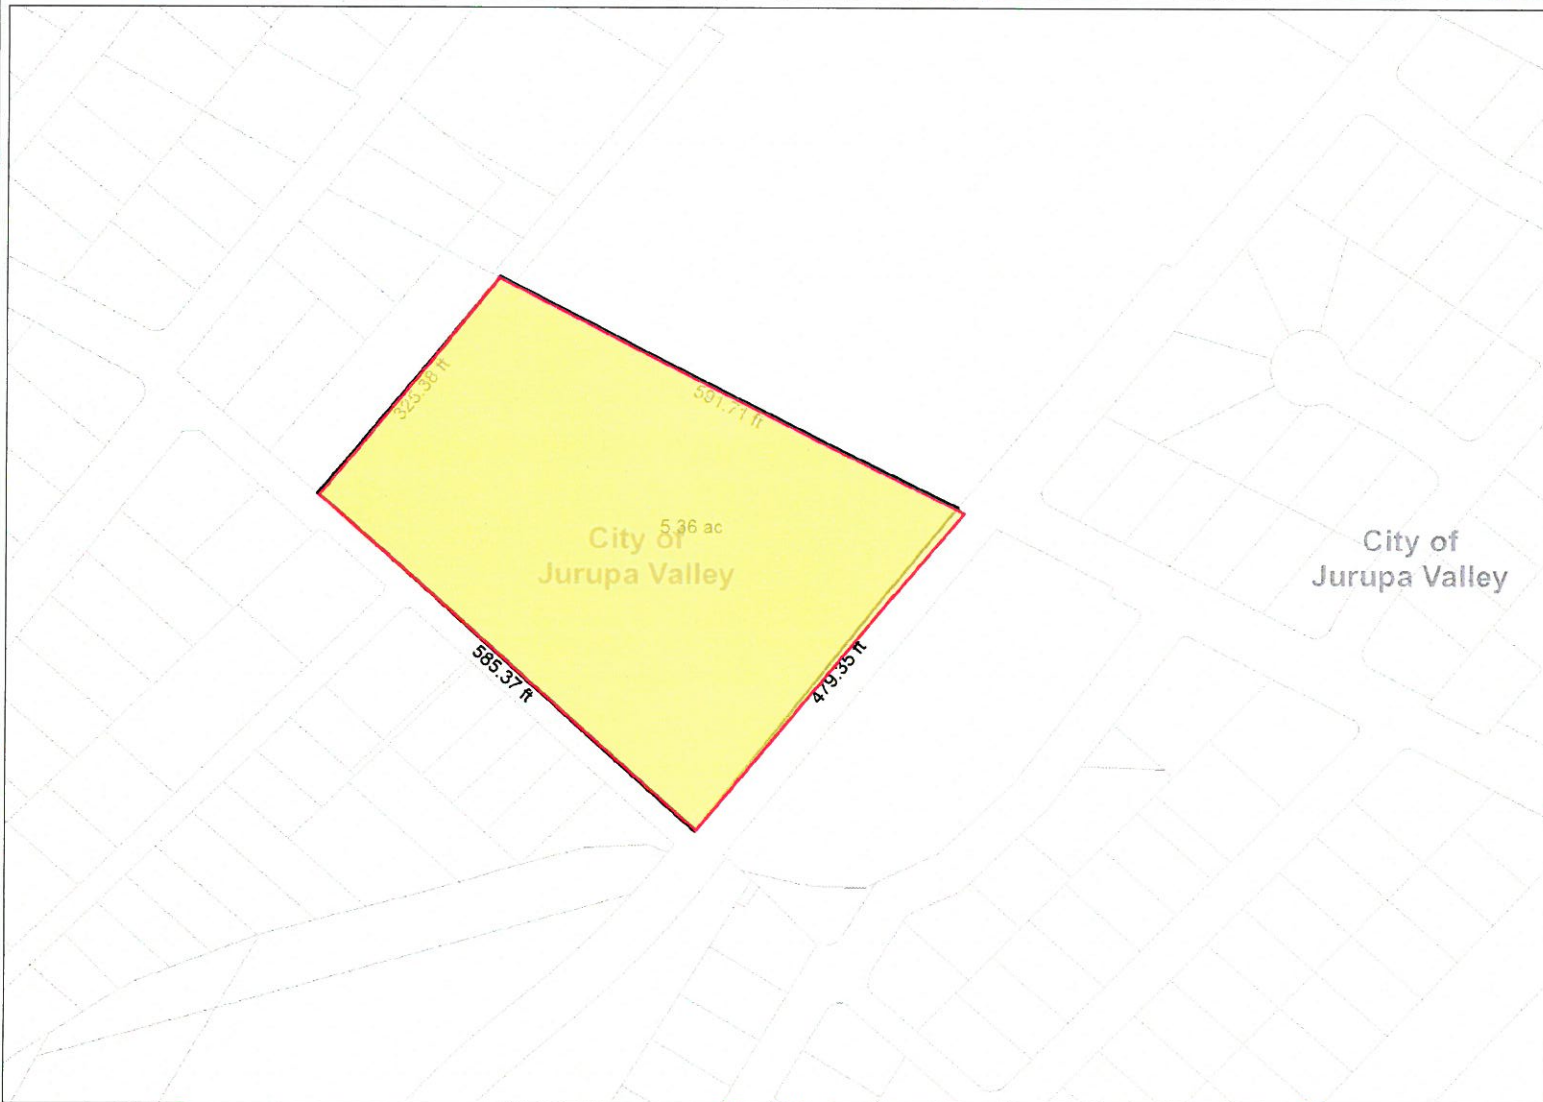 325.38 ft
591.71 ft
5.36 ac
City of
Jurupa Valley
City of
Jurupa Valley
585.37 ft
479.35 ft